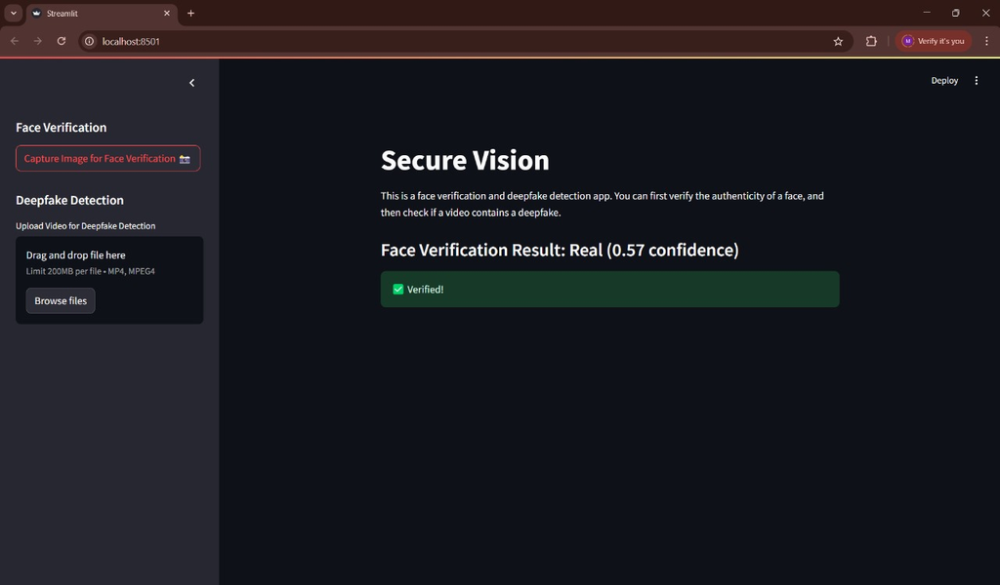 Streamlit
localhost:8501
M
Verify it's you
Deploy
Face Verification
Capture Image for Face Verification 📸
Deepfake Detection
Upload Video for Deepfake Detection
Drag and drop file here
Limit 200MB per file • MP4, MPEG4
Browse files
Secure Vision
This is a face verification and deepfake detection app. You can first verify the authenticity of a face, and
then check if a video contains a deepfake.
Face Verification Result: Real (0.57 confidence)
✅ Verified!